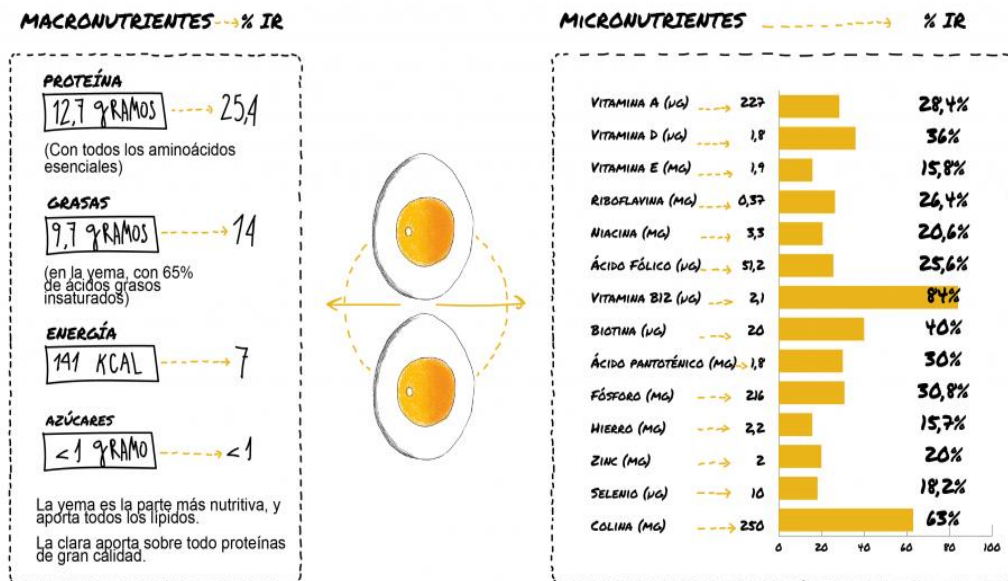 MACRONUTRIENTES % IR
PROTEÍNA
12,7 gRAMOS 25,4
(Con todos los aminoácidos
esenciales)
GRASAS
9,7 gRAMOS 14
(en la yema, con 65%
de ácidos grasos
insaturados)
ENERGÍA
141 KCAL 7
AZÚCARES
<1 gRAMO <1
La yema es la parte más nutritiva, y
aporta todos los lípidos.
La clara aporta sobre todo proteínas
de gran calidad.
MICRONUTRIENTES % IR
VITAMINA A (UG) 227 28,4%
VITAMINA D (UG) 1,8 36%
VITAMINA E (MG) 1,9 15,8%
RIBOFLAVINA (MG) 0,37 26,4%
NIACINA (MG) 3,3 20,6%
ÁCIDO FÓLICO (UG) 51,2 25,6%
VITAMINA B12 (UG) 2,1 84%
BIOTINA (UG) 20 40%
ÁCIDO PANTOTÉNICO (MG) 1,8 30%
FÓSFORO (MG) 216 30,8%
HIERRO (MG) 2,2 15,7%
ZINC (MG) 2 20%
SELENIO (UG) 10 18,2%
COLINA (MG) 250 63%
0 20 40 60 80 100